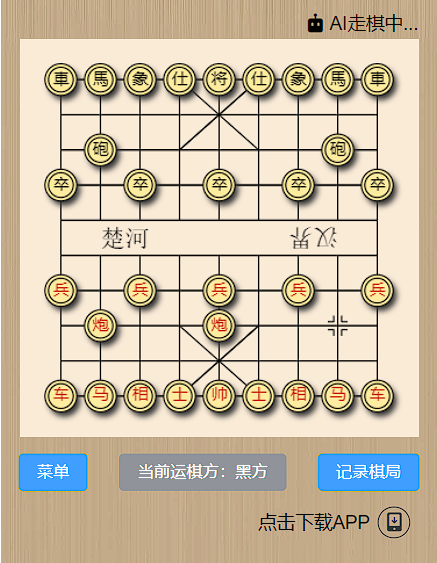 AI走棋中...
車馬象仕将仕象馬車
砲砲
卒卒卒卒卒
楚河汉界
兵兵兵兵兵
炮炮
车马相士帅士相马车
菜单 当前运棋方：黑方 记录棋局
点击下载APP